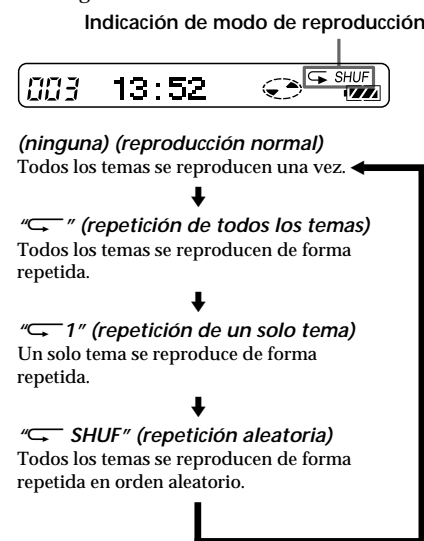 Indicación de modo de reproducción
003 13:52 SHUF
(ninguna) (reproducción normal)
Todos los temas se reproducen una vez.
“ ” (repetición de todos los temas)
Todos los temas se reproducen de forma
repetida.
“ 1” (repetición de un solo tema)
Un solo tema se reproduce de forma
repetida.
“ SHUF” (repetición aleatoria)
Todos los temas se reproducen de forma
repetida en orden aleatorio.